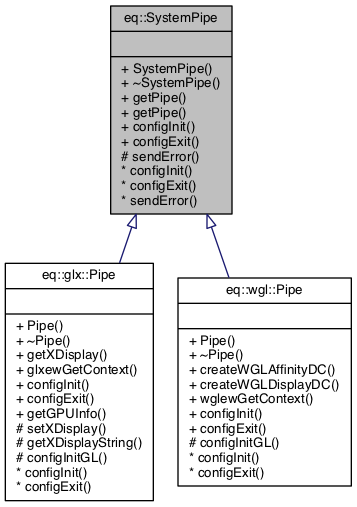 eq::SystemPipe
+ SystemPipe()
+ ~SystemPipe()
+ getPipe()
+ getPipe()
+ configInit()
+ configExit()
# sendError()
* configInit()
* configExit()
* sendError()
eq::glx::Pipe
+ Pipe()
+ ~Pipe()
+ getXDisplay()
+ glxewGetContext()
+ configInit()
+ configExit()
+ getGPUInfo()
# setXDisplay()
# getXDisplayString()
# configInitGL()
* configInit()
* configExit()
eq::wgl::Pipe
+ Pipe()
+ ~Pipe()
+ createWGLAffinityDC()
+ createWGLDisplayDC()
+ wglewGetContext()
+ configInit()
+ configExit()
# configInitGL()
* configInit()
* configExit()